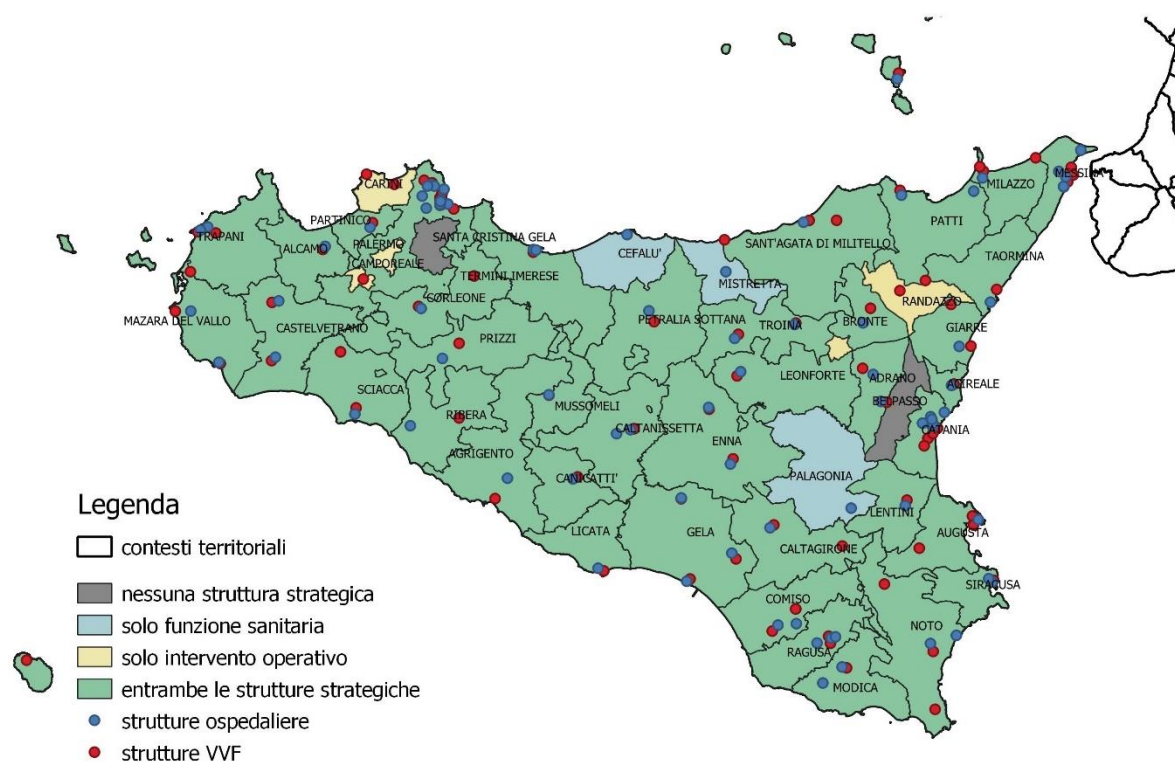 CARINI
MESSINA
MILAZZO
PARTINICO
PATTI
TRAPANI
PALERMO
SANTA CRISTINA GELA
SANT'AGATA DI MILITELLO
ALCAMO
CEFALU'
CAMPOREALE
TAORMINA
TERMINI IMERESE
MISTRETTA
CORLEONE
RANDAZZO
MAZARA DEL VALLO
PETRALIA SOTTANA
TROINA
BRONTE
CASTELVETRANO
GIARRE
PRIZZI
LEONFORTE
ADRANO
SCIACCA
ACIREALE
BELPASSO
MUSSOMELI
RIBERA
CALTANISSETTA
CATANIA
ENNA
AGRIGENTO
CANICATTI'
PALAGONIA
Legenda
LENTINI
LICATA
GELA
AUGUSTA
contesti territoriali
CALTAGIRONE
SIRACUSA
nessuna struttura strategica
COMISO
solo funzione sanitaria
NOTO
RAGUSA
solo intervento operativo
MODICA
entrambe le strutture strategiche
strutture ospedaliere
strutture VVF